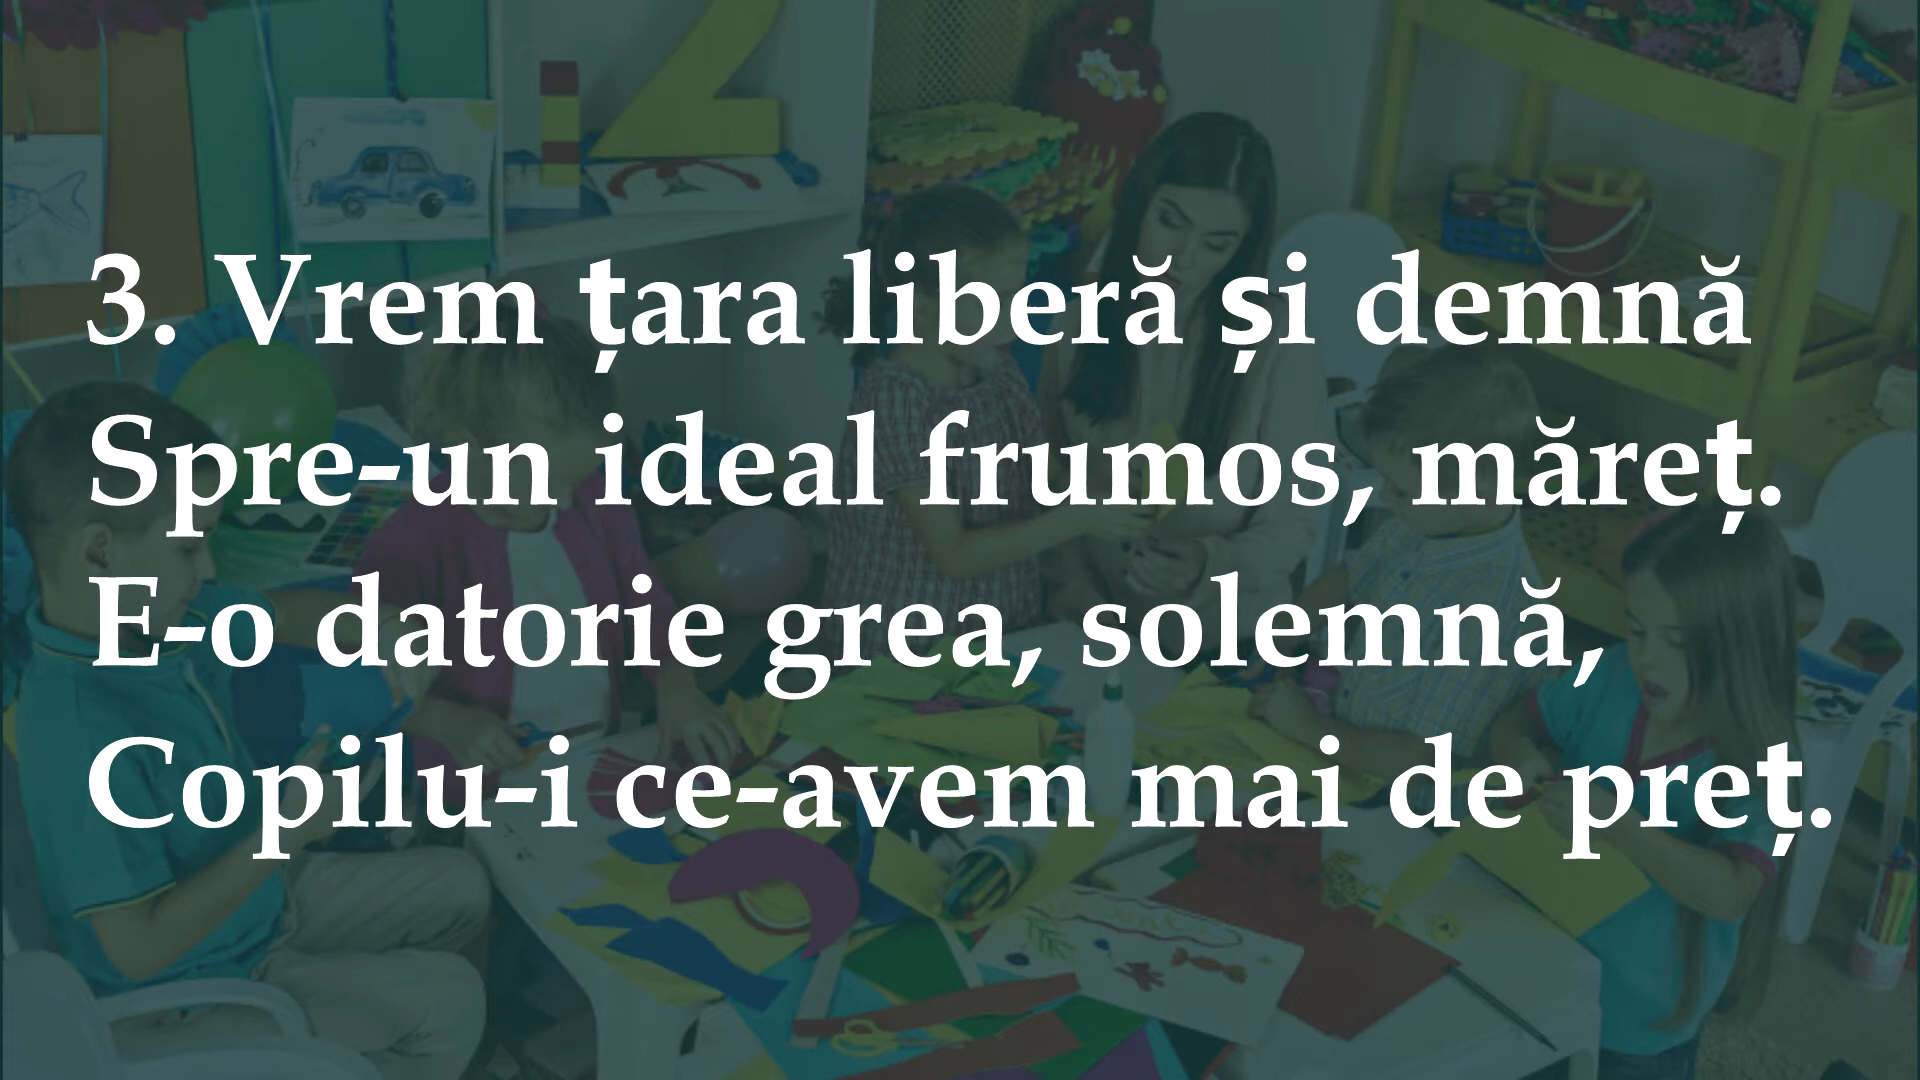 3. Vrem țara liberă și demnă
Spre-un ideal frumos, măreț.
E-o datorie grea, solemnă,
Copilu-i ce-avem mai de preț.